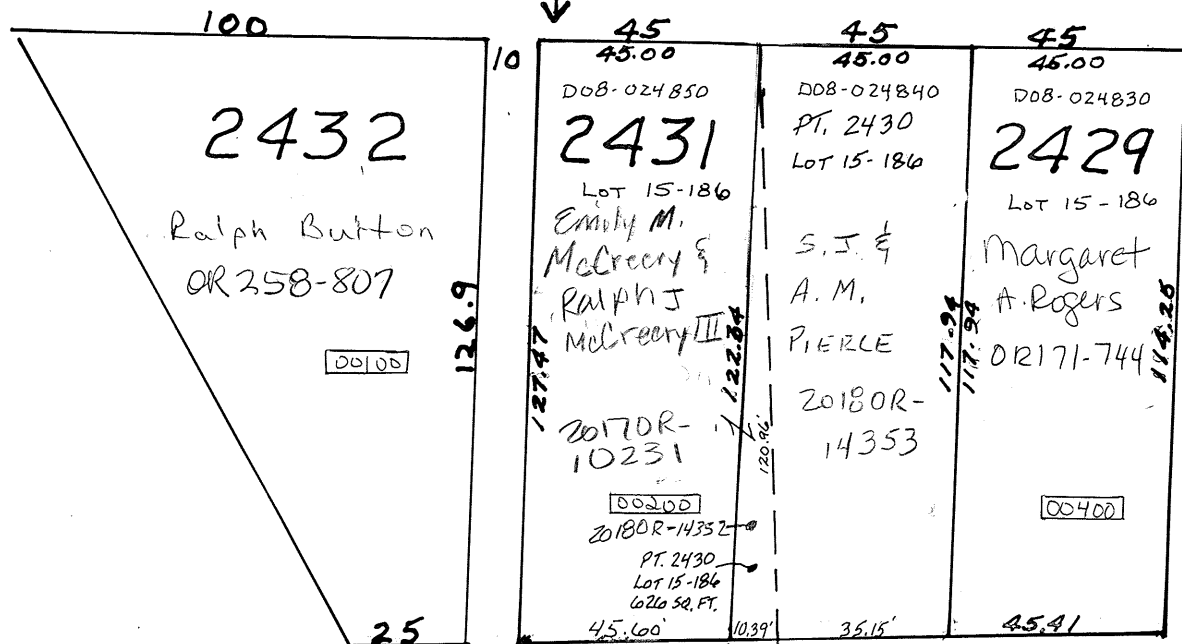 100
45
45
45
10
45.00
45.00
45.00
2432
Ralph Button
OR 258-807
00100
126.9
25
D08-024850
2431
LOT 15-186
Emily M.
McCreery &
Ralph J
McCreery III
127.47
122.84
2017OR-
10231
00200
2018OR-14352
PT. 2430
LOT 15-186
626 SQ. FT.
45.60'
10.39'
120.96'
D08-024840
PT. 2430
LOT 15-186
S. J. &
A. M.
PIERCE
2018OR-
14353
117.94
35.15'
D08-024830
2429
LOT 15-186
Margaret
A. Rogers
OR171-744
117.94
00400
45.41